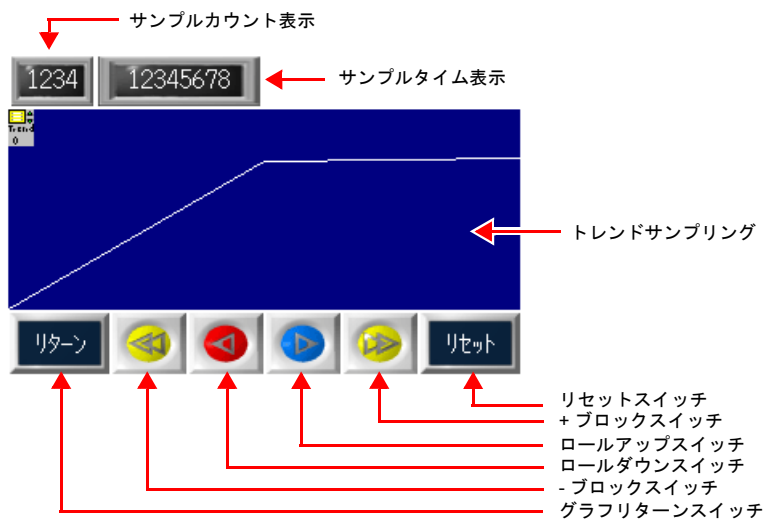 サンプルカウント表示
1234
12345678
サンプルタイム表示
Trend
0
トレンドサンプリング
リターン
リセット
リセットスイッチ
+ ブロックスイッチ
ロールアップスイッチ
ロールダウンスイッチ
- ブロックスイッチ
グラフリターンスイッチ